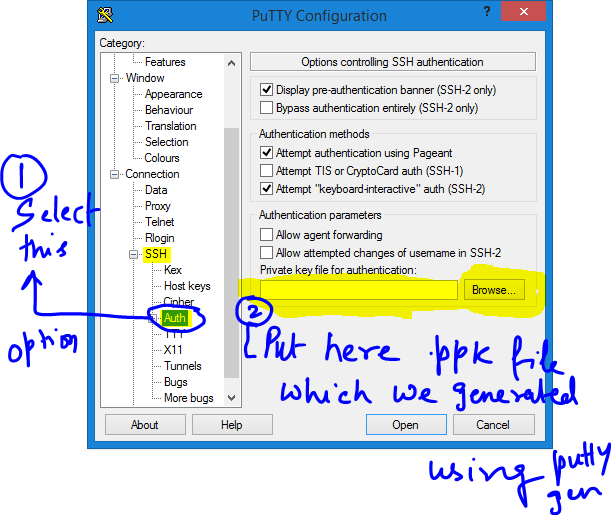 PuTTY Configuration
?
Category:
Features
Window
Appearance
Behaviour
Translation
Selection
Colours
Connection
Data
Proxy
Telnet
Rlogin
SSH
Kex
Host keys
Cipher
Auth
TTY
X11
Tunnels
Bugs
More bugs
Options controlling SSH authentication
Display pre-authentication banner (SSH-2 only)
Bypass authentication entirely (SSH-2 only)
Authentication methods
Attempt authentication using Pageant
Attempt TIS or CryptoCard auth (SSH-1)
Attempt "keyboard-interactive" auth (SSH-2)
Authentication parameters
Allow agent forwarding
Allow attempted changes of username in SSH-2
Private key file for authentication:
Browse...
About
Help
Open
Cancel
1
Select
this
option
2
Put here .ppk file
which we generated
using putty
gen